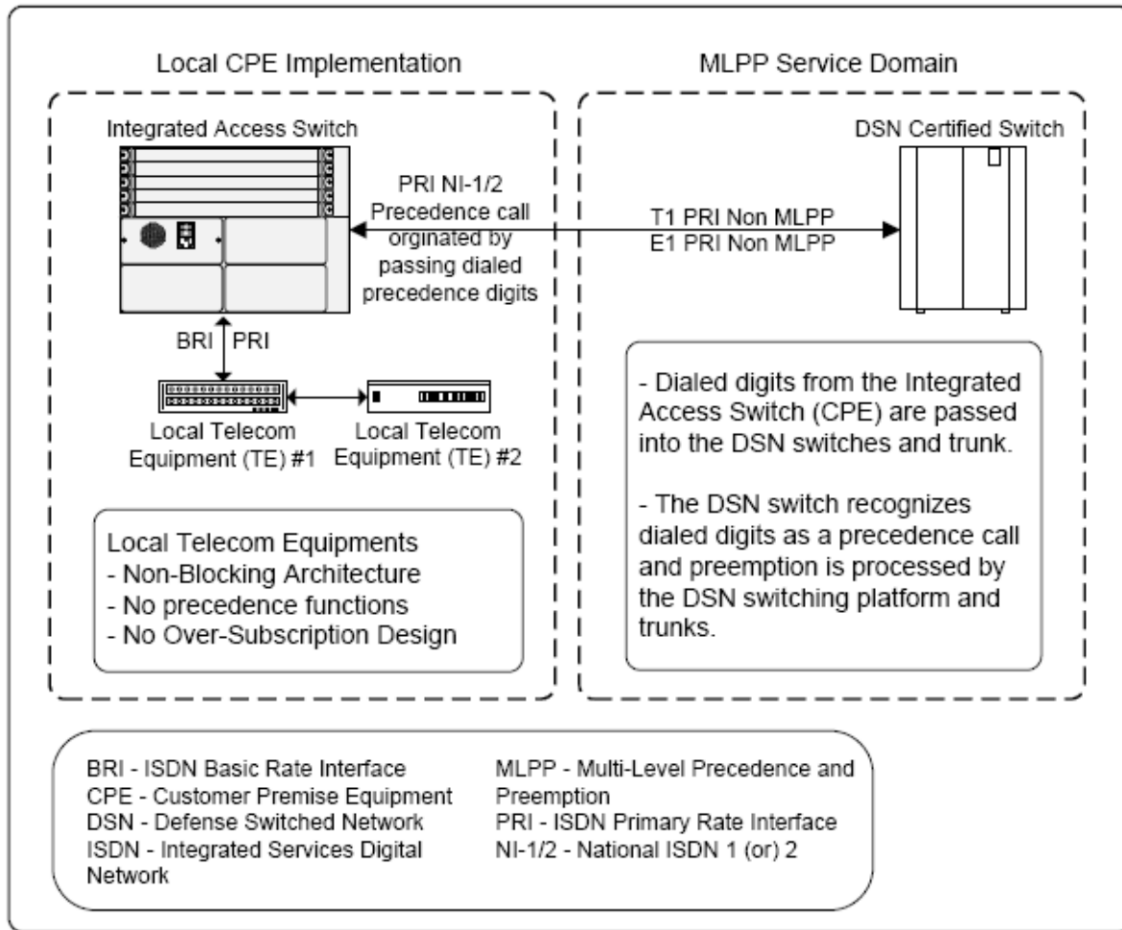 Local CPE Implementation
MLPP Service Domain
Integrated Access Switch
DSN Certified Switch
PRI NI-1/2
Precedence call
orginated by
passing dialed
precedence digits
T1 PRI Non MLPP
E1 PRI Non MLPP
BRI
PRI
Local Telecom
Equipment (TE) #1
Local Telecom
Equipment (TE) #2
Local Telecom Equipments
- Non-Blocking Architecture
- No precedence functions
- No Over-Subscription Design
- Dialed digits from the Integrated
Access Switch (CPE) are passed
into the DSN switches and trunk.
- The DSN switch recognizes
dialed digits as a precedence call
and preemption is processed by
the DSN switching platform and
trunks.
BRI - ISDN Basic Rate Interface
CPE - Customer Premise Equipment
DSN - Defense Switched Network
ISDN - Integrated Services Digital
Network
MLPP - Multi-Level Precedence and
Preemption
PRI - ISDN Primary Rate Interface
NI-1/2 - National ISDN 1 (or) 2